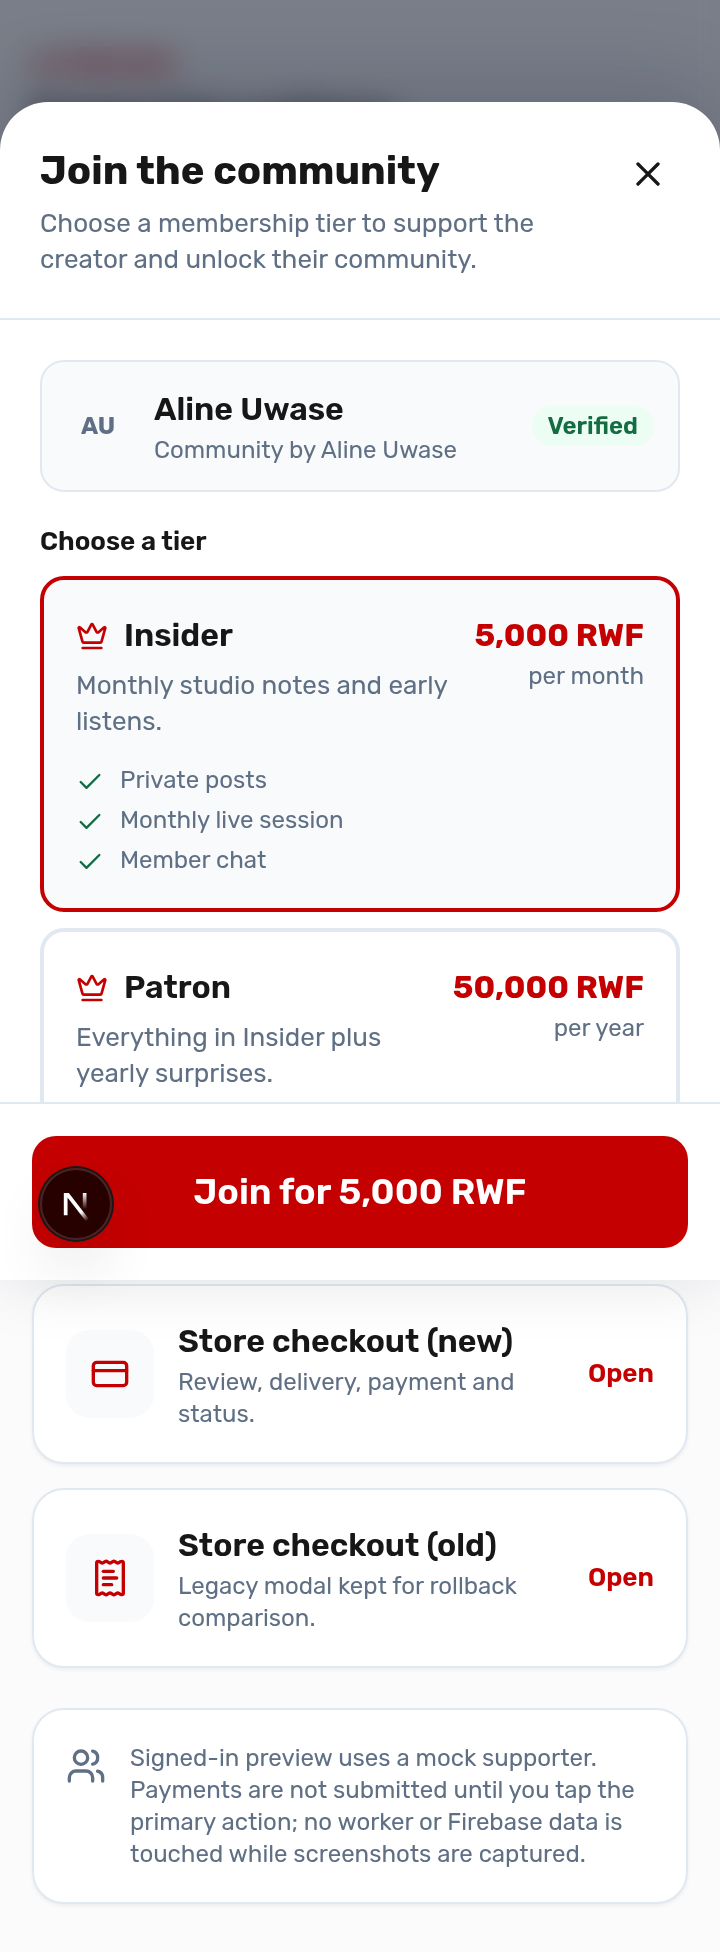 Join the community
Choose a membership tier to support the
creator and unlock their community.
AU
Aline Uwase
Community by Aline Uwase
Verified
Choose a tier
Insider
5,000 RWF
per month
Monthly studio notes and early
listens.
Private posts
Monthly live session
Member chat
Patron
50,000 RWF
per year
Everything in Insider plus
yearly surprises.
Join for 5,000 RWF
N
Store checkout (new)
Review, delivery, payment and
status.
Open
Store checkout (old)
Legacy modal kept for rollback
comparison.
Open
Signed-in preview uses a mock supporter.
Payments are not submitted until you tap the
primary action; no worker or Firebase data is
touched while screenshots are captured.